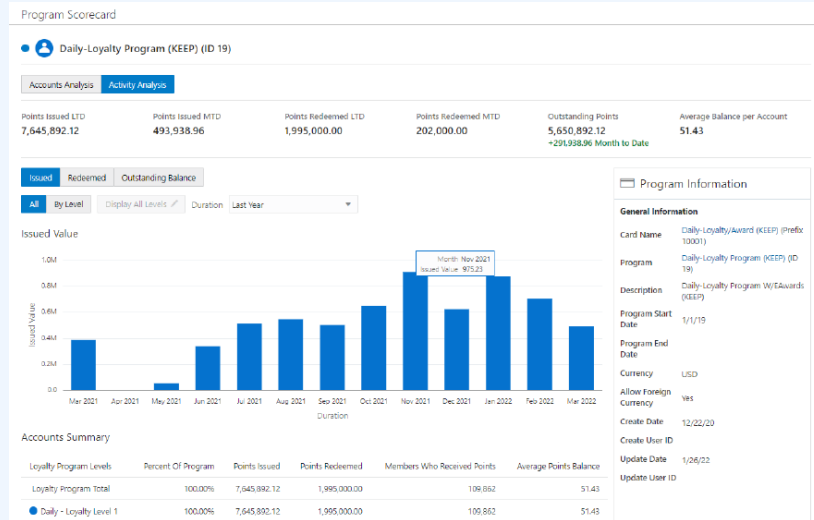 Program Scorecard
Daily-Loyalty Program (KEEP) (ID 19)
Accounts Analysis Activity Analysis
Points Issued LTD Points Issued MTD Points Redeemed LTD Points Redeemed MTD Outstanding Points Average Balance per Account
7,645,892.12 493,938.96 1,995,000.00 202,000.00 5,650,892.12 51.43
+291,938.96 Month to Date
Issued Redeemed Outstanding Balance
All By Level Display All Levels Duration Last Year
Issued Value
Month Nov 2021
Issued Value 975.23
1.0M
0.8M
0.6M
0.4M
0.2M
0.0
Issued Value
Mar 2021 Apr 2021 May 2021 Jun 2021 Jul 2021 Aug 2021 Sep 2021 Oct 2021 Nov 2021 Dec 2021 Jan 2022 Feb 2022 Mar 2022
Duration
Accounts Summary
Loyalty Program Levels Percent Of Program Points Issued Points Redeemed Members Who Received Points Average Points Balance
Loyalty Program Total 100.00% 7,645,892.12 1,995,000.00 109,862 51.43
Daily - Loyalty Level 1 100.00% 7,645,892.12 1,995,000.00 109,862 51.43
Program Information
General Information
Card Name Daily-Loyalty/Award (KEEP) (Prefix
10001)
Program Daily-Loyalty Program (KEEP) (ID
19)
Description Daily-Loyalty Program W/EAwards
(KEEP)
Program Start
Date 1/1/19
Program End
Date
Currency USD
Allow Foreign
Currency Yes
Create Date 12/22/20
Create User ID
Update Date 1/26/22
Update User ID